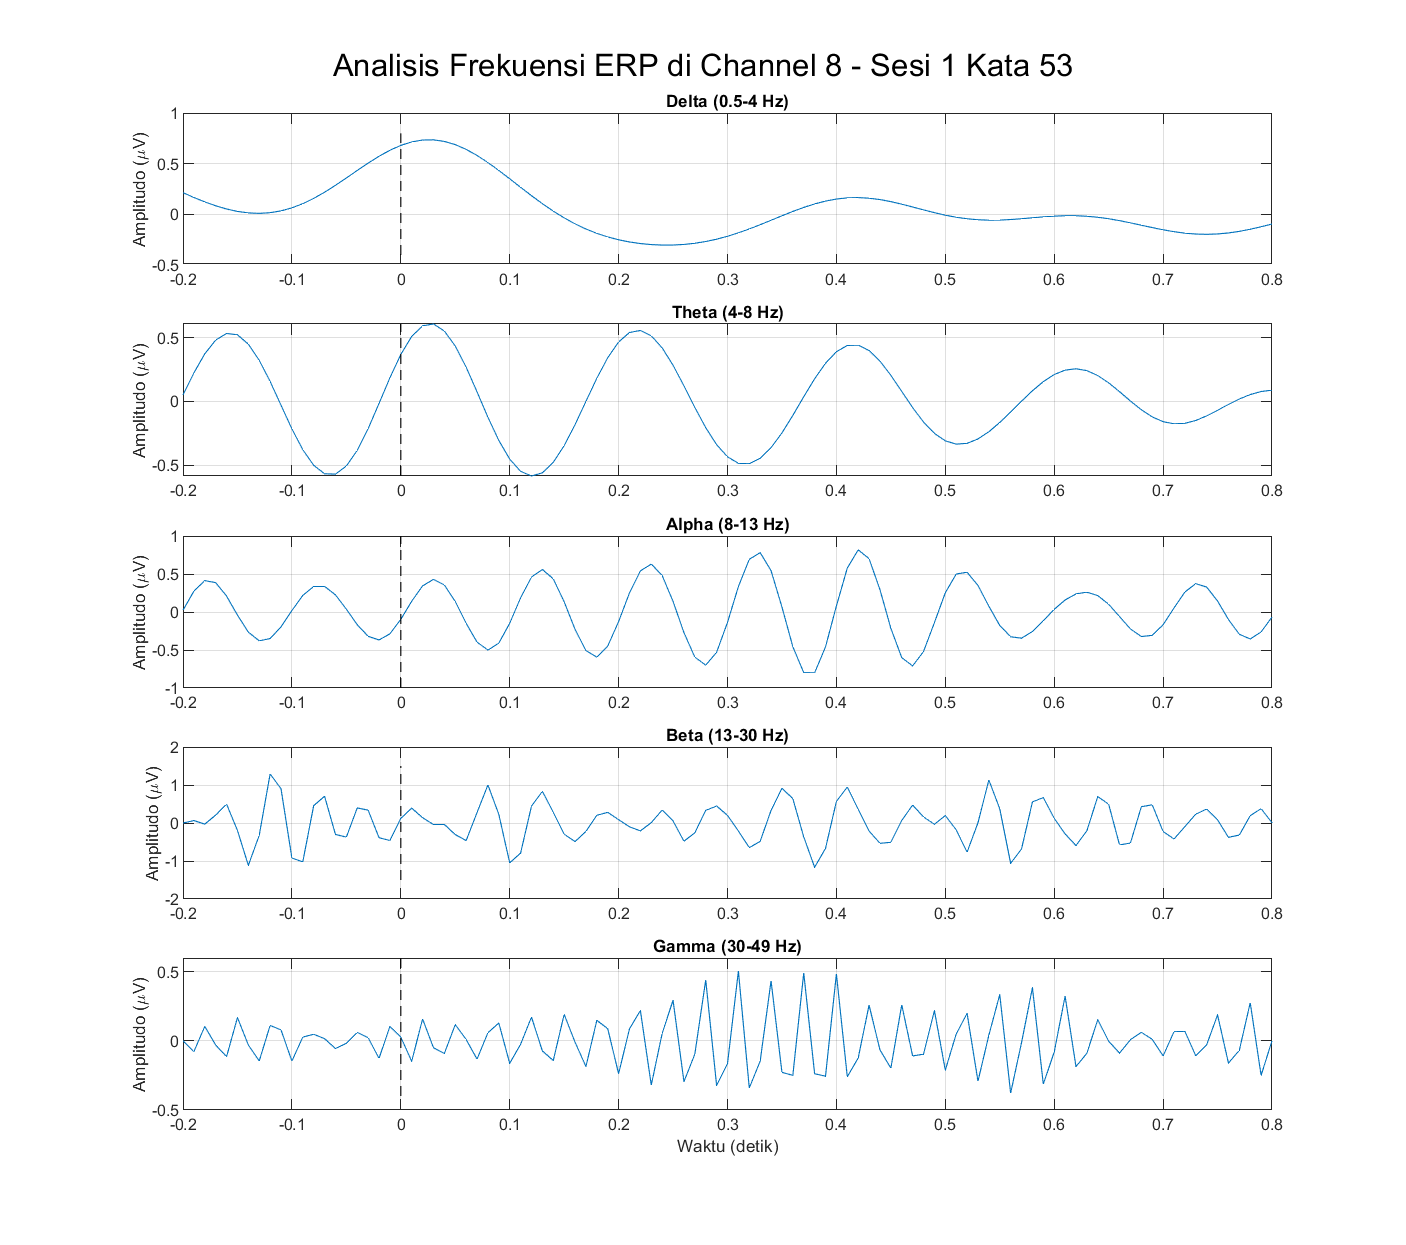 Analisis Frekuensi ERP di Channel 8 - Sesi 1 Kata 53
Delta (0.5-4 Hz)
Amplitudo (μV)
1
0.5
0
-0.5
-0.2 -0.1 0 0.1 0.2 0.3 0.4 0.5 0.6 0.7 0.8
Theta (4-8 Hz)
Amplitudo (μV)
0.5
0
-0.5
-0.2 -0.1 0 0.1 0.2 0.3 0.4 0.5 0.6 0.7 0.8
Alpha (8-13 Hz)
Amplitudo (μV)
1
0.5
0
-0.5
-1
-0.2 -0.1 0 0.1 0.2 0.3 0.4 0.5 0.6 0.7 0.8
Beta (13-30 Hz)
Amplitudo (μV)
2
1
0
-1
-2
-0.2 -0.1 0 0.1 0.2 0.3 0.4 0.5 0.6 0.7 0.8
Gamma (30-49 Hz)
Amplitudo (μV)
0.5
0
-0.5
-0.2 -0.1 0 0.1 0.2 0.3 0.4 0.5 0.6 0.7 0.8
Waktu (detik)